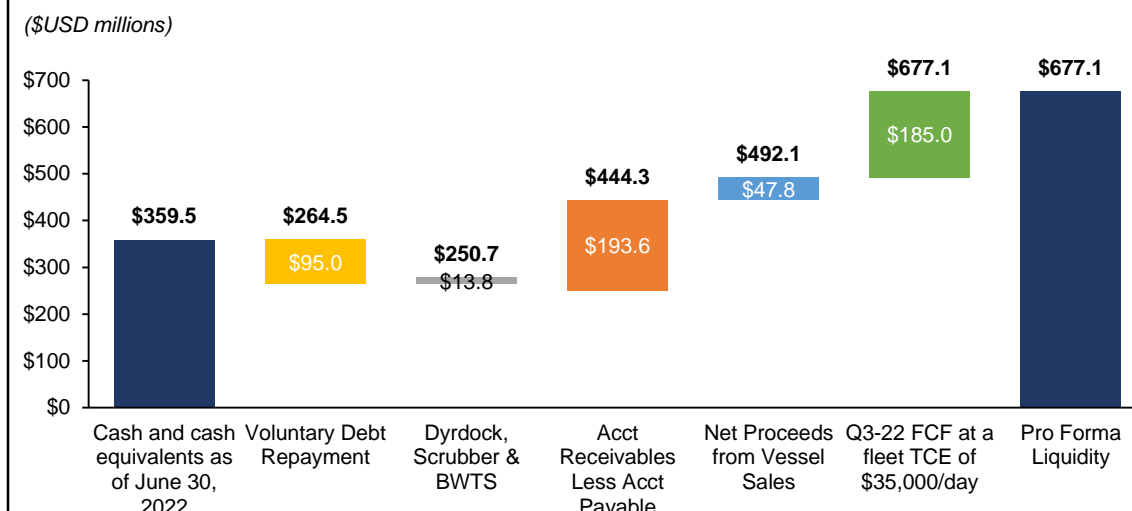 ($USD millions)
$700
$600
$500
$400
$300
$200
$100
$0
$359.5
$264.5
$95.0
$250.7
$13.8
$444.3
$193.6
$492.1
$47.8
$677.1
$185.0
$677.1
Cash and cash
equivalents as
of June 30,
2022
Voluntary Debt
Repayment
Dyrdock,
Scrubber &
BWTS
Acct
Receivables
Less Acct
Payable
Net Proceeds
from Vessel
Sales
Q3-22 FCF at a
fleet TCE of
$35,000/day
Pro Forma
Liquidity